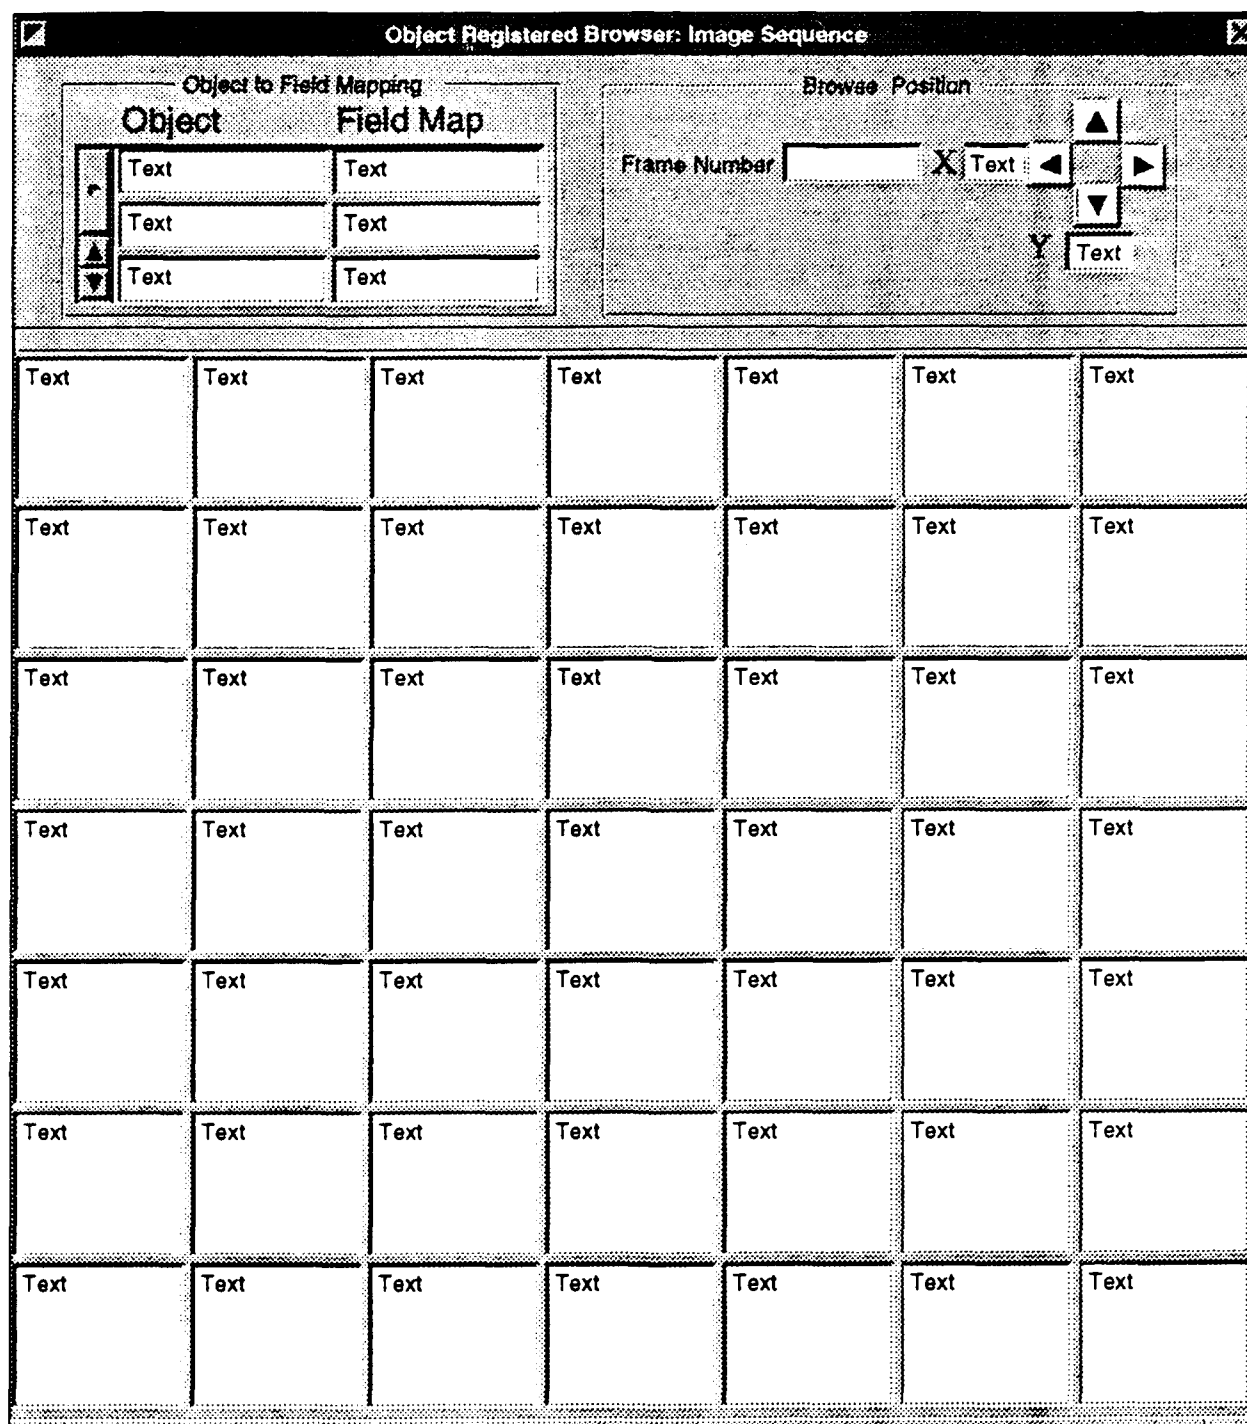 Object Registered Browser: Image Sequence
Object to Field Mapping
Object Field Map
Text Text
Text Text
Text Text
Browse Position
Frame Number X Text
Y Text
Text Text Text Text Text Text Text
Text Text Text Text Text Text Text
Text Text Text Text Text Text Text
Text Text Text Text Text Text Text
Text Text Text Text Text Text Text
Text Text Text Text Text Text Text
Text Text Text Text Text Text Text